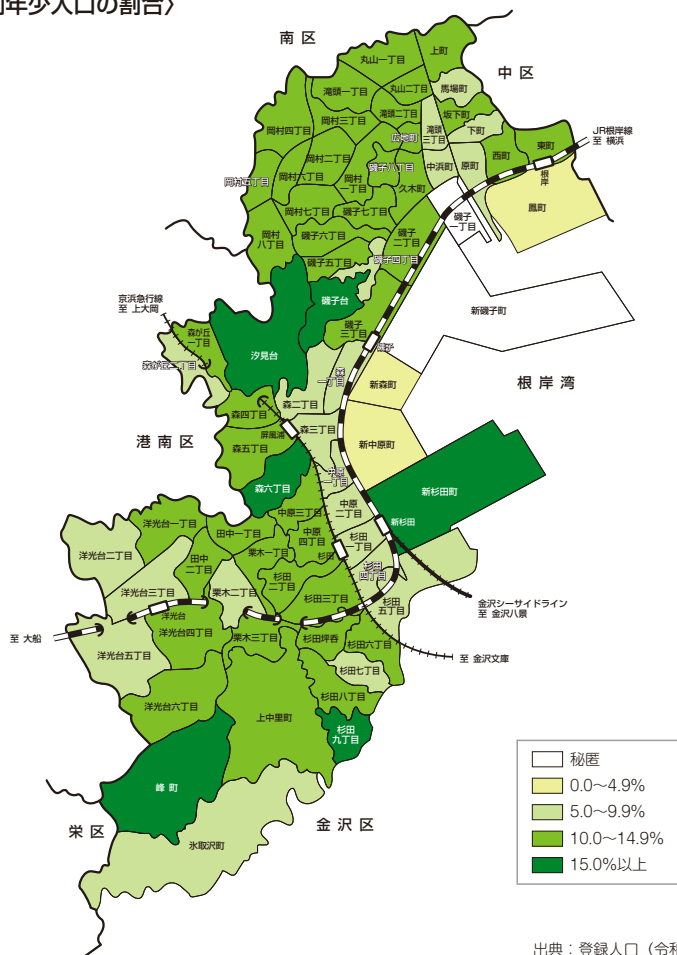 別年少人口の割合〉
南 区
中 区
上町
丸山一丁目
丸山二丁目
馬場町
滝頭一丁目
滝頭二丁目
坂下町
岡村三丁目
岡村四丁目
広地町
滝頭
三丁目
下町
東町
JR根岸線
至 横浜
西町
根岸
岡村二丁目
磯子八丁目
中浜町
原町
岡村五丁目
岡村六丁目
岡村
一丁目
久木町
鳳町
岡村七丁目
磯子七丁目
磯子
一丁目
岡村
八丁目
磯子六丁目
磯子
二丁目
磯子五丁目
磯子四丁目
京浜急行線
至 上大岡
磯子台
新磯子町
森が丘
一丁目
磯子
三丁目
磯子
汐見台
森が丘二丁目
森
一丁目
新森町
根 岸 湾
森二丁目
森四丁目
森三丁目
港 南 区
屏風浦
森五丁目
新中原町
中原
一丁目
森六丁目
新杉田町
中原
二丁目
中原三丁目
新杉田
洋光台一丁目
田中一丁目
中原
四丁目
杉田
一丁目
洋光台二丁目
栗木一丁目
杉田
田中
二丁目
杉田
四丁目
杉田
二丁目
洋光台三丁目
栗木二丁目
杉田三丁目
杉田
五丁目
金沢シーサイドライン
至 金沢八景
洋光台
洋光台四丁目
至 大船
栗木三丁目
杉田坪呑
杉田六丁目
洋光台五丁目
至 金沢文庫
杉田七丁目
杉田八丁目
洋光台六丁目
上中里町
杉田
九丁目
峰 町
栄 区
金 沢 区
氷取沢町
秘匿
0.0〜4.9%
5.0〜9.9%
10.0〜14.9%
15.0%以上
出典：登録人口（令和